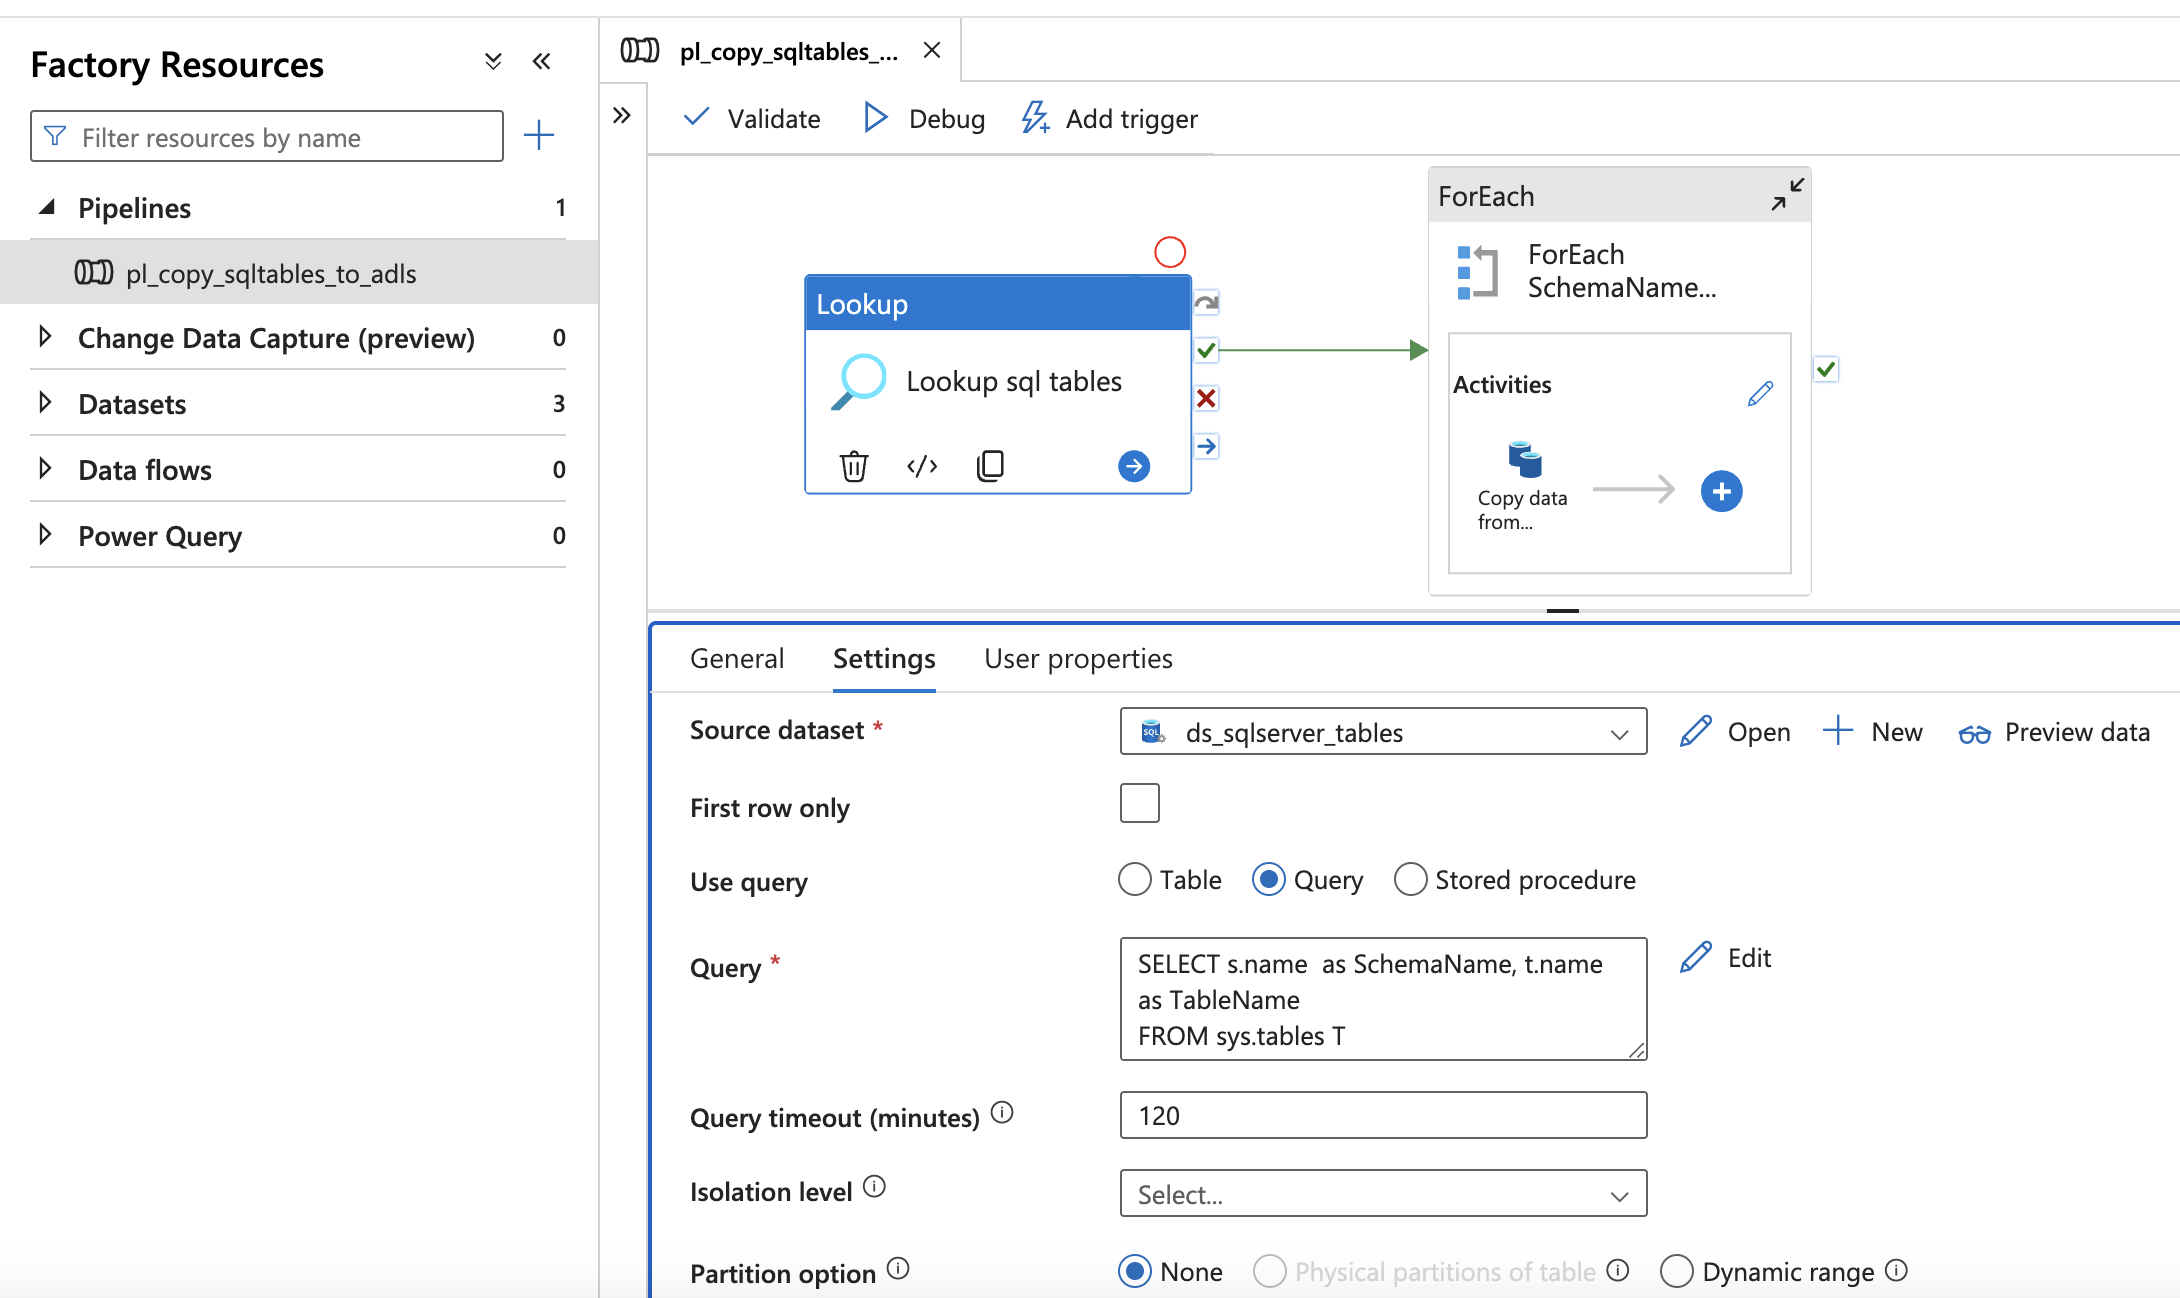 Factory Resources
Filter resources by name
Pipelines 1
pl_copy_sqltables_to_adls
Change Data Capture (preview) 0
Datasets 3
Data flows 0
Power Query 0
pl_copy_sqltables_...
Validate Debug Add trigger
Lookup
Lookup sql tables
ForEach
ForEach
SchemaName...
Activities
Copy data
from...
General Settings User properties
Source dataset * ds_sqlserver_tables Open New Preview data
First row only
Use query Table Query Stored procedure
Query * SELECT s.name  as SchemaName, t.name
as TableName
FROM sys.tables T
Edit
Query timeout (minutes) 120
Isolation level Select...
Partition option None Physical partitions of table Dynamic range